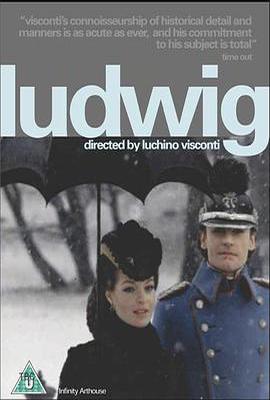 “visconti’s connoisseurship of historical detail and
manners is as acute as ever, and his commitment
to his subject is total”
time out
ludwig
directed by luchino visconti
U
Infinity Arthouse